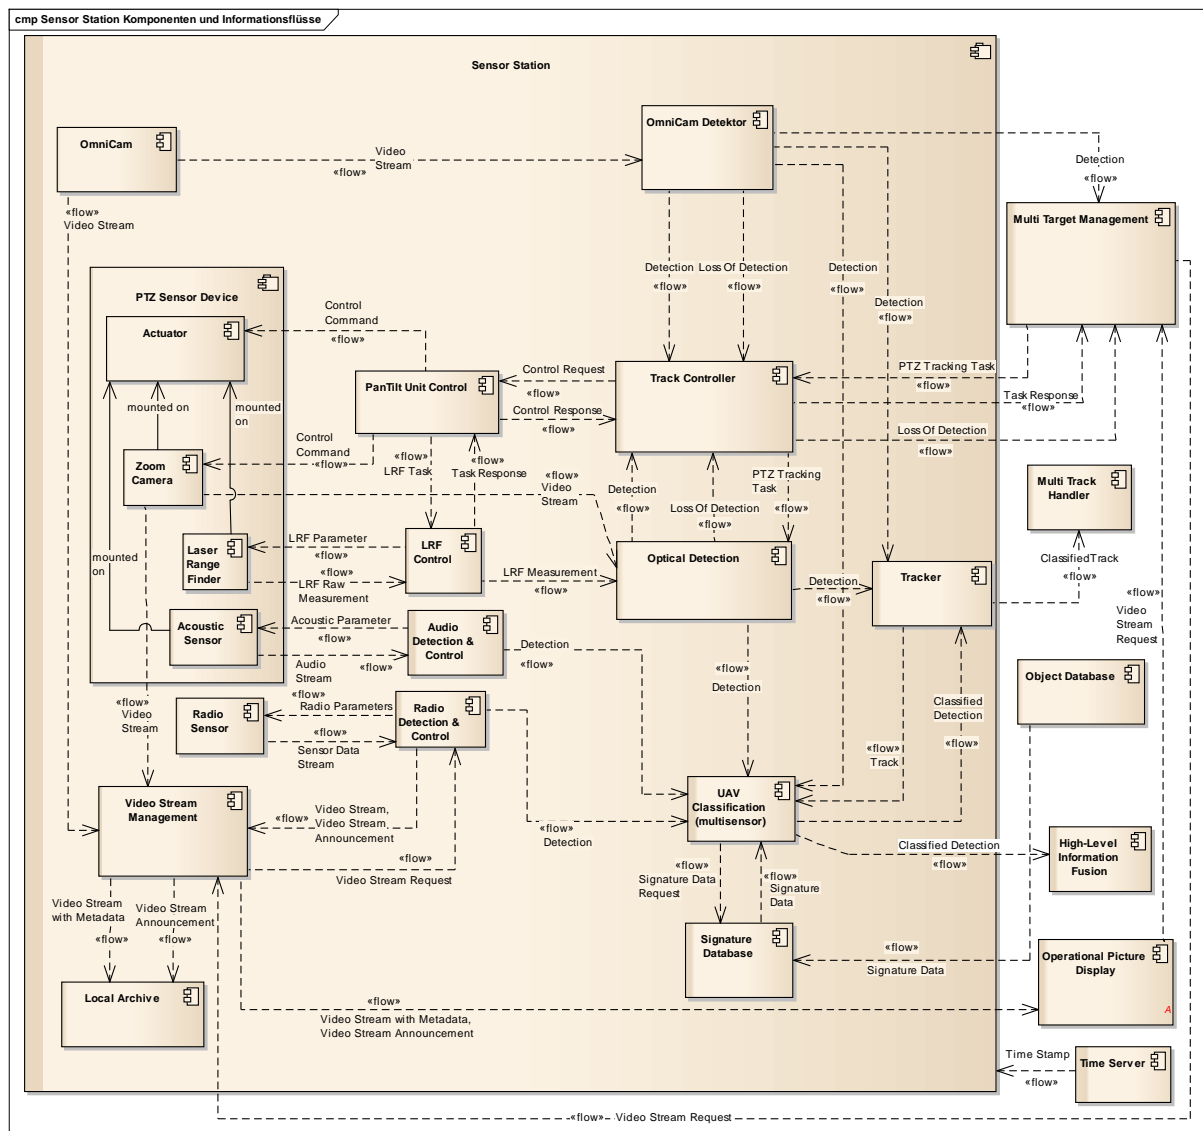 cmp Sensor Station Komponenten und Informationsflüsse
Sensor Station
OmniCam
Video
Stream
«flow»
OmniCam Detektor
Detection
«flow»
Multi Target Management
«flow»
Video Stream
Detection
«flow»
Loss Of Detection
«flow»
Detection
«flow»
Detection
«flow»
PTZ Sensor Device
Actuator
Control
Command
«flow»
PanTilt Unit Control
Control Request
«flow»
Control Response
«flow»
Track Controller
PTZ Tracking Task
«flow»
Task Response
«flow»
Loss Of Detection
«flow»
mounted on
mounted
on
Zoom
Camera
Control
Command
«flow»
«flow»
LRF Task
«flow»
Task Response
«flow»
Video
Stream
Detection
«flow»
Loss Of Detection
«flow»
PTZ Tracking
Task
«flow»
Multi Track
Handler
mounted
on
Laser
Range
Finder
LRF Parameter
«flow»
«flow»
LRF Raw
Measurement
LRF
Control
LRF Measurement
«flow»
Optical Detection
Detection
«flow»
Tracker
ClassifiedTrack
«flow»
«flow»
Video
Stream
Request
Acoustic
Sensor
Acoustic Parameter
«flow»
Audio
Stream
«flow»
Audio
Detection &
Control
Detection
«flow»
«flow»
Detection
Object Database
«flow»
Video
Stream
Radio
Sensor
«flow»
Radio Parameters
«flow»
Sensor Data
Stream
Radio
Detection &
Control
Classified
Detection
«flow»
«flow»
Track
Video Stream
Management
«flow»
Video Stream,
Video Stream
Announcement
«flow»
Video Stream Request
«flow»
Detection
UAV
Classification
(multisensor)
Classified Detection
«flow»
High-Level
Information
Fusion
Video Stream
with Metadata
«flow»
Video Stream
Announcement
«flow»
«flow»
Signature Data
Request
«flow»
Signature
Data
Signature
Database
«flow»
Signature Data
Operational Picture
Display
A
Local Archive
«flow»
Video Stream with Metadata,
Video Stream Announcement
Time Stamp
«flow»
Time Server
«flow» Video Stream Request